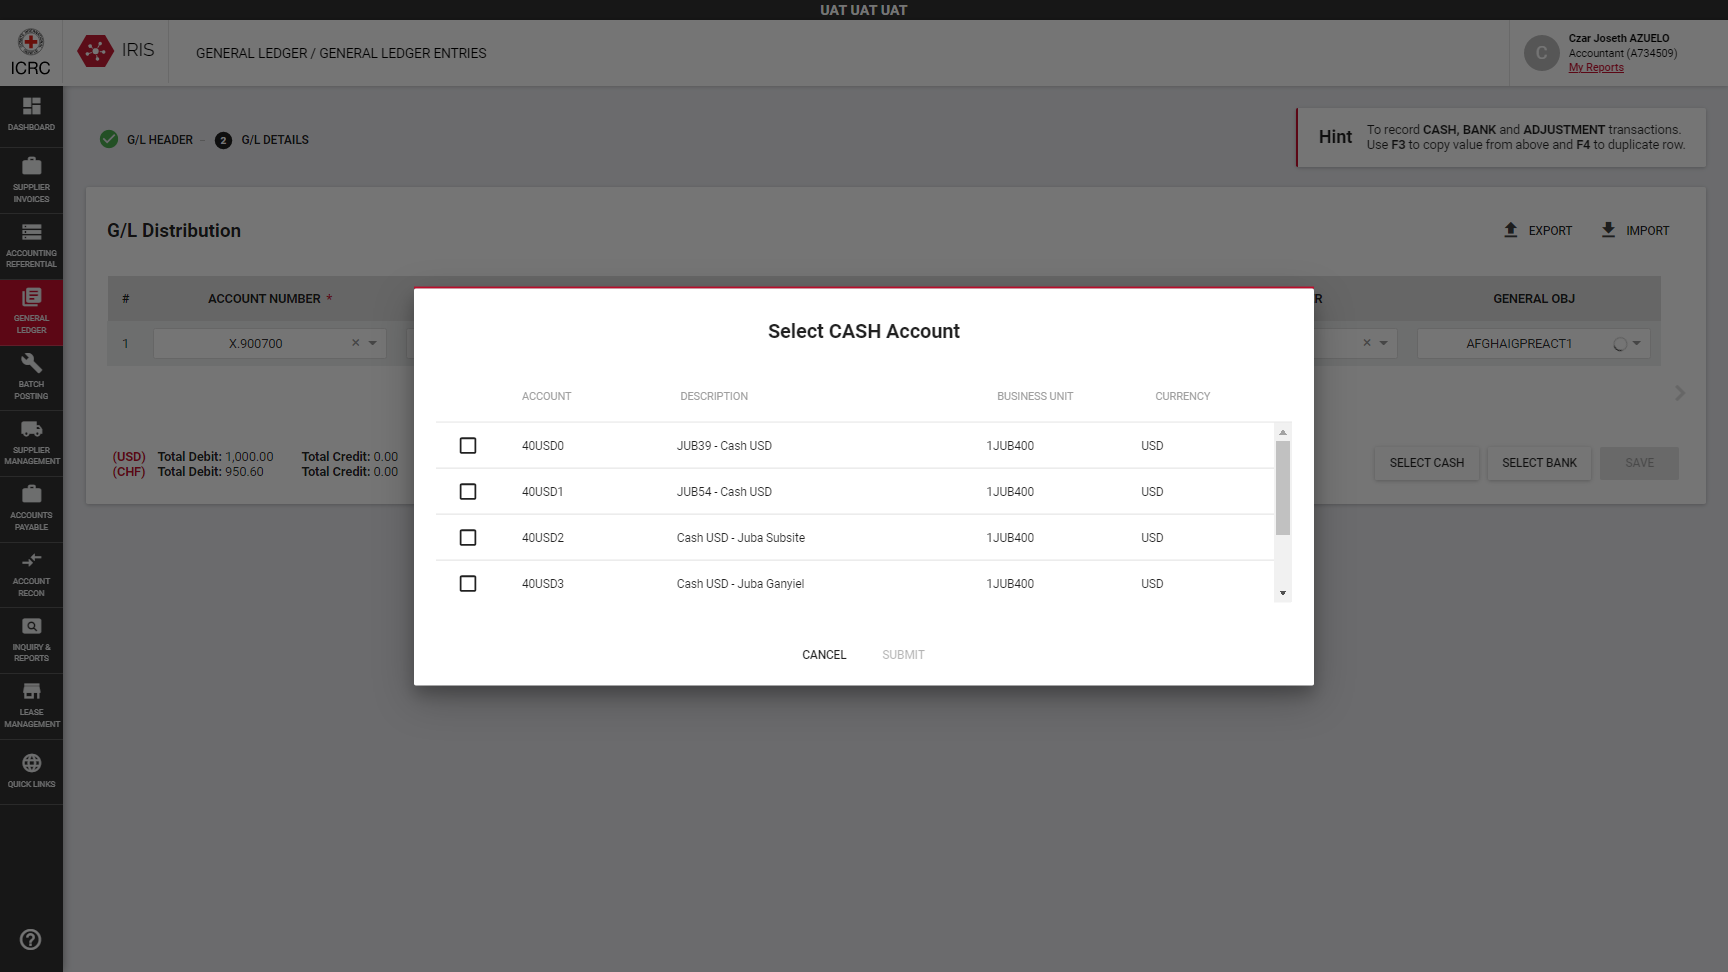 UAT UAT UAT
ICRC
IRIS
GENERAL LEDGER / GENERAL LEDGER ENTRIES
C
Czar Joseth AZUELO
Accountant (A734509)
My Reports
DASHBOARD
SUPPLIER
INVOICES
ACCOUNTING
REFERENTIAL
GENERAL
LEDGER
BATCH
POSTING
SUPPLIER
MANAGEMENT
ACCOUNTS
PAYABLE
ACCOUNT
RECON
INQUIRY &
REPORTS
LEASE
MANAGEMENT
QUICK LINKS
G/L HEADER
2 G/L DETAILS
Hint
To record CASH, BANK and ADJUSTMENT transactions.
Use F3 to copy value from above and F4 to duplicate row.
G/L Distribution
EXPORT
IMPORT
# ACCOUNT NUMBER * R GENERAL OBJ
1 X.900700 × × AFGHAIGPREACT1
(USD) Total Debit: 1,000.00 Total Credit: 0.00
(CHF) Total Debit: 950.60 Total Credit: 0.00
SELECT CASH
SELECT BANK
SAVE
Select CASH Account
ACCOUNT DESCRIPTION BUSINESS UNIT CURRENCY
40USD0 JUB39 - Cash USD 1JUB400 USD
40USD1 JUB54 - Cash USD 1JUB400 USD
40USD2 Cash USD - Juba Subsite 1JUB400 USD
40USD3 Cash USD - Juba Ganyiel 1JUB400 USD
CANCEL
SUBMIT